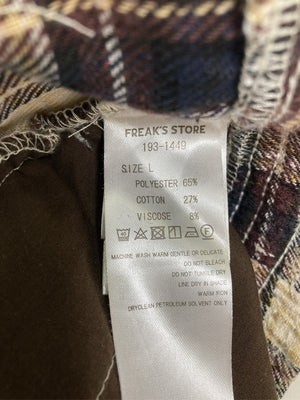 FREAK'S STORE
193-1449
SIZE L
POLYESTER 65%
COTTON 27%
VISCOSE 8%
MACHINE WASH WARM GENTLE OR DELICATE
DO NOT BLEACH
DO NOT TUMBLE DRY
LINE DRY IN SHADE
WARM IRON
DRYCLEAN PETROLEUM SOLVENT ONLY